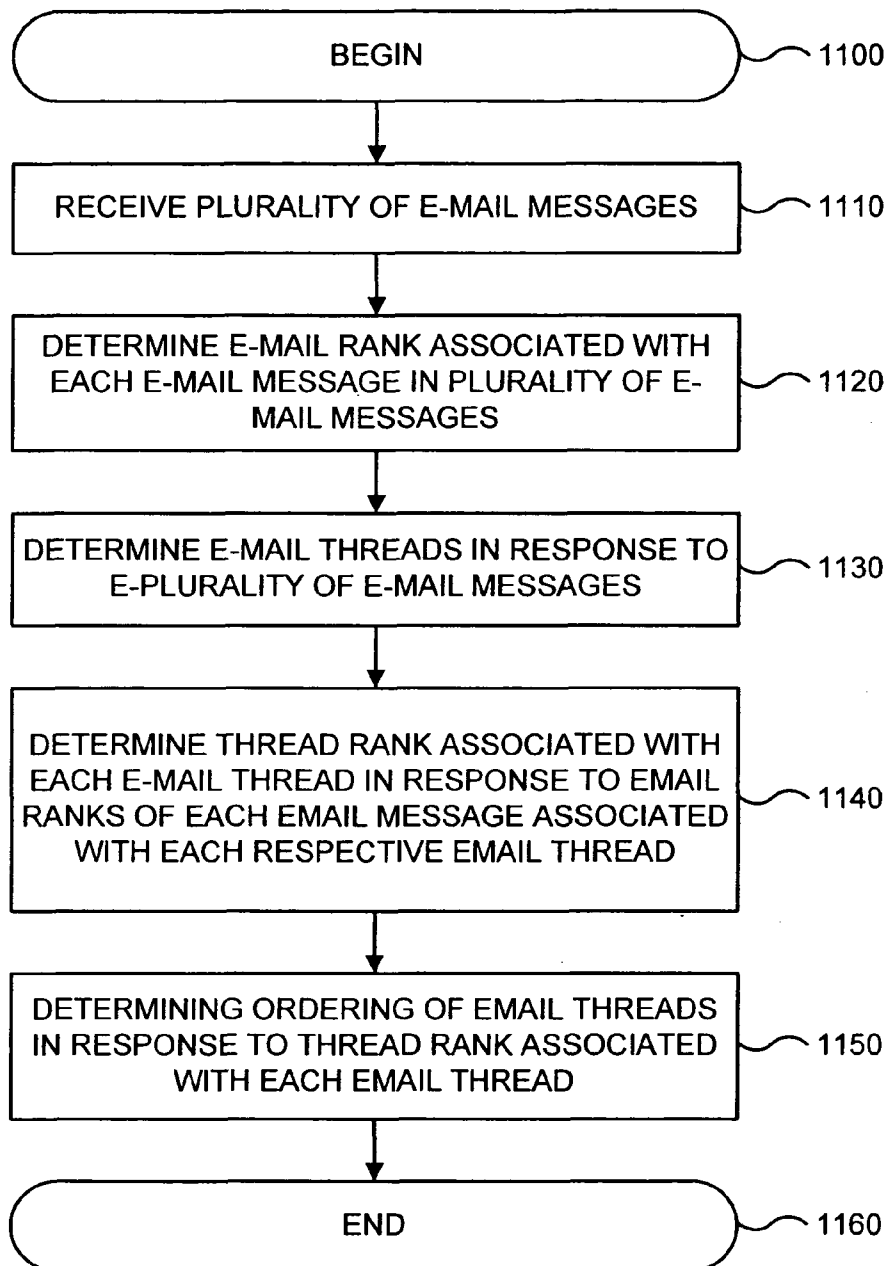 BEGIN
1100
RECEIVE PLURALITY OF E-MAIL MESSAGES
1110
DETERMINE E-MAIL RANK ASSOCIATED WITH
EACH E-MAIL MESSAGE IN PLURALITY OF E-
MAIL MESSAGES
1120
DETERMINE E-MAIL THREADS IN RESPONSE TO
E-PLURALITY OF E-MAIL MESSAGES
1130
DETERMINE THREAD RANK ASSOCIATED WITH
EACH E-MAIL THREAD IN RESPONSE TO EMAIL
RANKS OF EACH EMAIL MESSAGE ASSOCIATED
WITH EACH RESPECTIVE EMAIL THREAD
1140
DETERMINING ORDERING OF EMAIL THREADS
IN RESPONSE TO THREAD RANK ASSOCIATED
WITH EACH EMAIL THREAD
1150
END
1160